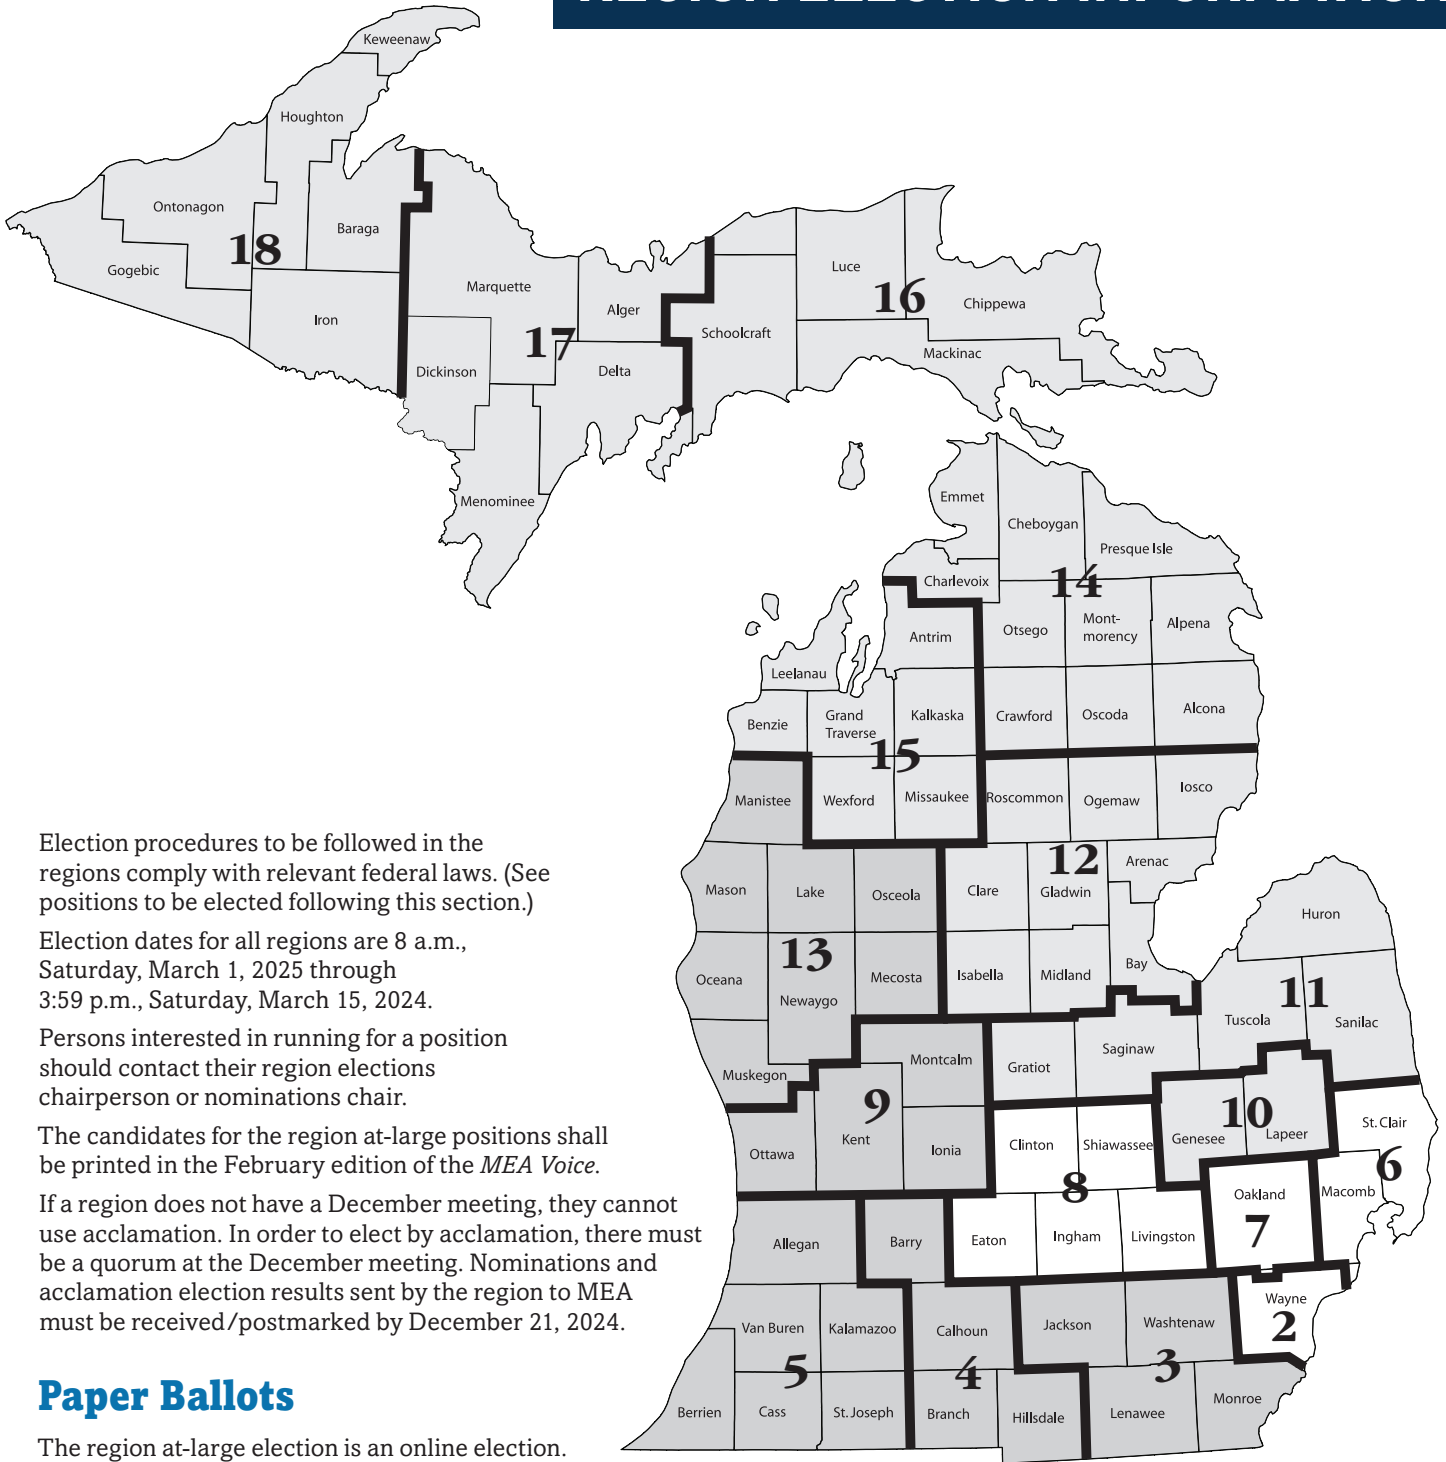 REGION ELECTION INFORMATION
Keweenaw
Houghton
Ontonagon
Baraga
18
Gogebic
Iron
Marquette
Alger
17
Dickinson
Delta
Menominee
Luce
16
Chippewa
Schoolcraft
Mackinac
Emmet
Cheboygan
Presque Isle
Charlevoix
14
Antrim
Otsego
Mont-
morency
Alpena
Leelanau
Benzie
Grand
Traverse
Kalkaska
Crawford
Oscoda
Alcona
15
Manistee
Wexford
Missaukee
Roscommon
Ogemaw
Iosco
12
Mason
Lake
Osceola
Clare
Gladwin
Arenac
Huron
13
Oceana
Newaygo
Mecosta
Isabella
Midland
Bay
11
Tuscola
Sanilac
Muskegon
Montcalm
Gratiot
Saginaw
9
10
Ottawa
Kent
Ionia
Clinton
Shiawassee
Genesee
Lapeer
St. Clair
8
6
Oakland
Macomb
7
Allegan
Barry
Eaton
Ingham
Livingston
Wayne
2
Van Buren
Kalamazoo
Calhoun
Jackson
Washtenaw
5
4
3
Berrien
Cass
St. Joseph
Branch
Hillsdale
Lenawee
Monroe
Election procedures to be followed in the
regions comply with relevant federal laws. (See
positions to be elected following this section.)
Election dates for all regions are 8 a.m.,
Saturday, March 1, 2025 through
3:59 p.m., Saturday, March 15, 2024.
Persons interested in running for a position
should contact their region elections
chairperson or nominations chair.
The candidates for the region at-large positions shall
be printed in the February edition of the MEA Voice.
If a region does not have a December meeting, they cannot
use acclamation. In order to elect by acclamation, there must
be a quorum at the December meeting. Nominations and
acclamation election results sent by the region to MEA
must be received/postmarked by December 21, 2024.
Paper Ballots
The region at-large election is an online election.